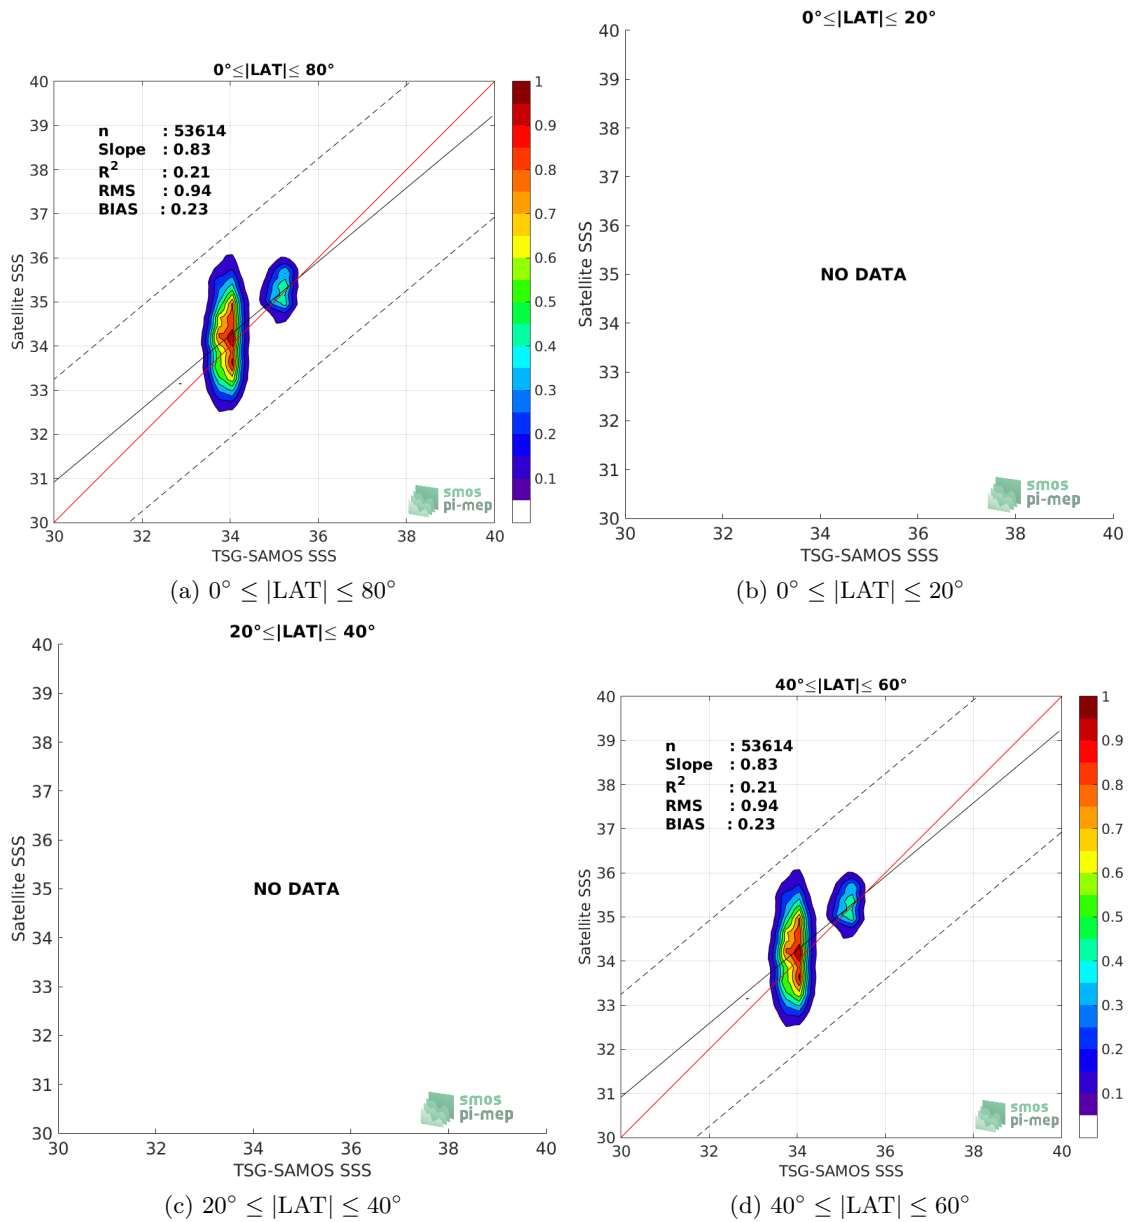 0°≤|LAT|≤ 80°
40
39
38
37
36
35
34
33
32
31
30
Satellite SSS
n : 53614
Slope : 0.83
R² : 0.21
RMS : 0.94
BIAS : 0.23
1
0.9
0.8
0.7
0.6
0.5
0.4
0.3
0.2
0.1
smos
pi-mep
30 32 34 36 38 40
TSG-SAMOS SSS
(a) 0° ≤ |LAT| ≤ 80°
0°≤|LAT|≤ 20°
40
39
38
37
36
35
34
33
32
31
30
Satellite SSS
NO DATA
smos
pi-mep
30 32 34 36 38 40
TSG-SAMOS SSS
(b) 0° ≤ |LAT| ≤ 20°
20°≤|LAT|≤ 40°
40
39
38
37
36
35
34
33
32
31
30
Satellite SSS
NO DATA
smos
pi-mep
30 32 34 36 38 40
TSG-SAMOS SSS
(c) 20° ≤ |LAT| ≤ 40°
40°≤|LAT|≤ 60°
40
39
38
37
36
35
34
33
32
31
30
Satellite SSS
n : 53614
Slope : 0.83
R² : 0.21
RMS : 0.94
BIAS : 0.23
1
0.9
0.8
0.7
0.6
0.5
0.4
0.3
0.2
0.1
smos
pi-mep
30 32 34 36 38 40
TSG-SAMOS SSS
(d) 40° ≤ |LAT| ≤ 60°